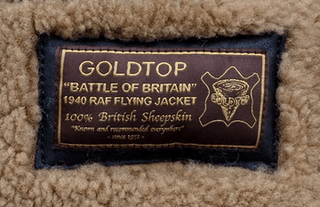 GOLDTOP
"BATTLE OF BRITAIN"
1940 RAF FLYING JACKET
100% British Sheepskin
"Known and recommended everywhere"
- since 1951 -